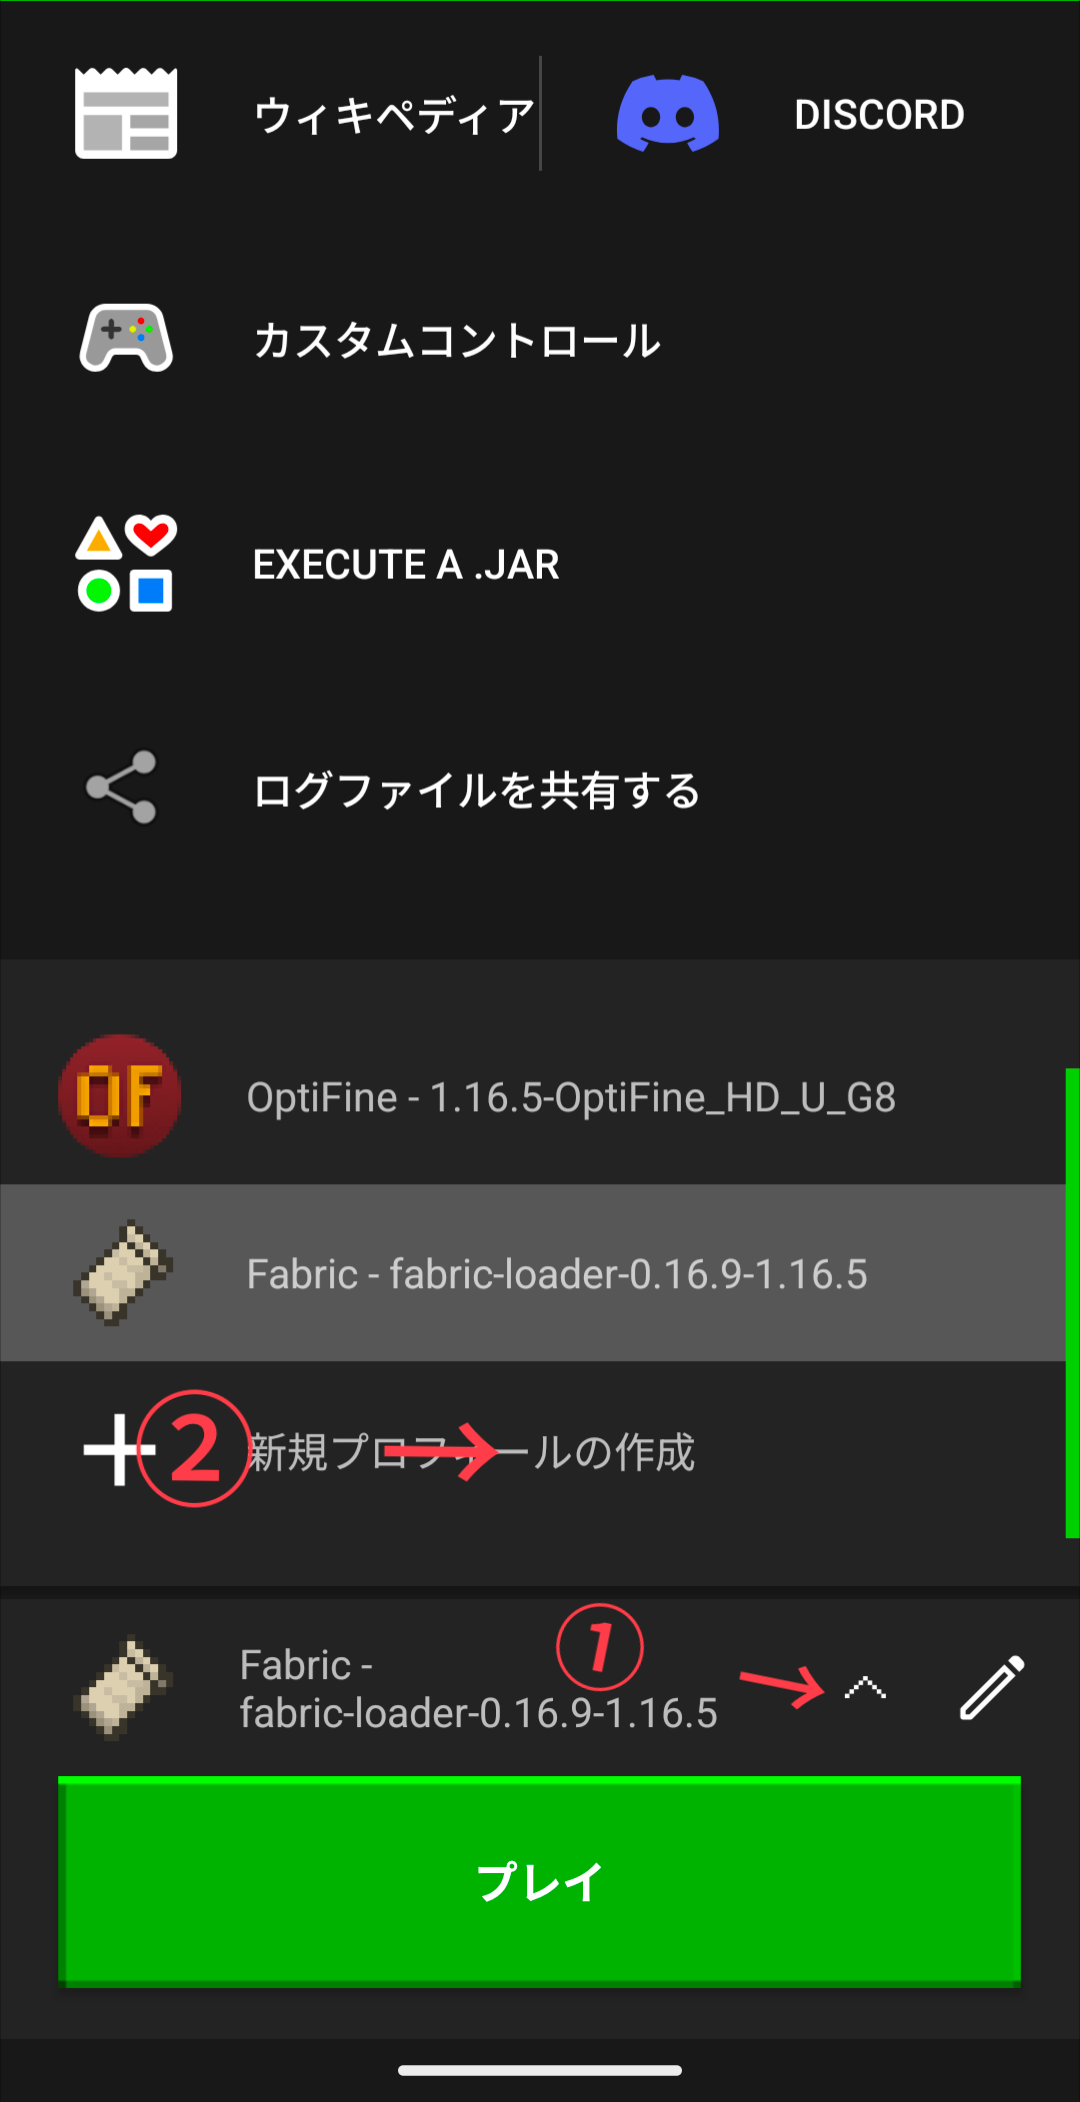 ウィキペディア
DISCORD
カスタムコントロール
EXECUTE A .JAR
ログファイルを共有する
OF
OptiFine - 1.16.5-OptiFine_HD_U_G8
Fabric - fabric-loader-0.16.9-1.16.5
② 新規プロフィールの作成
①
Fabric -
fabric-loader-0.16.9-1.16.5
プレイ